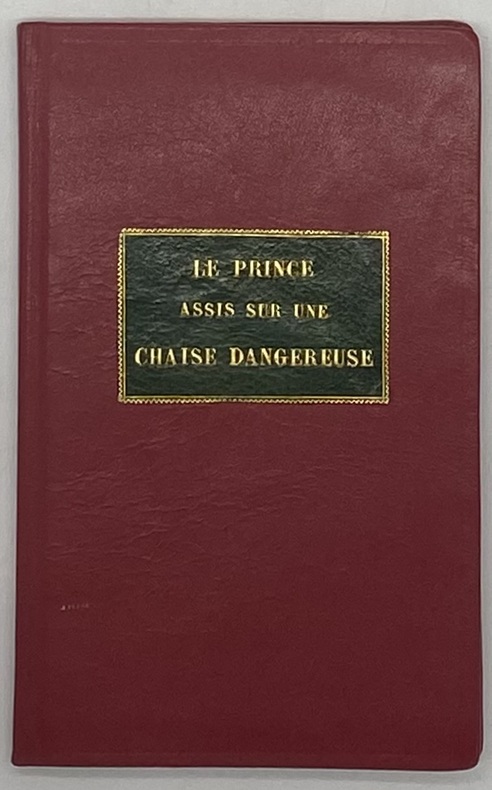 LE PRINCE
ASSIS SUR UNE
CHAISE DANGEREUSE